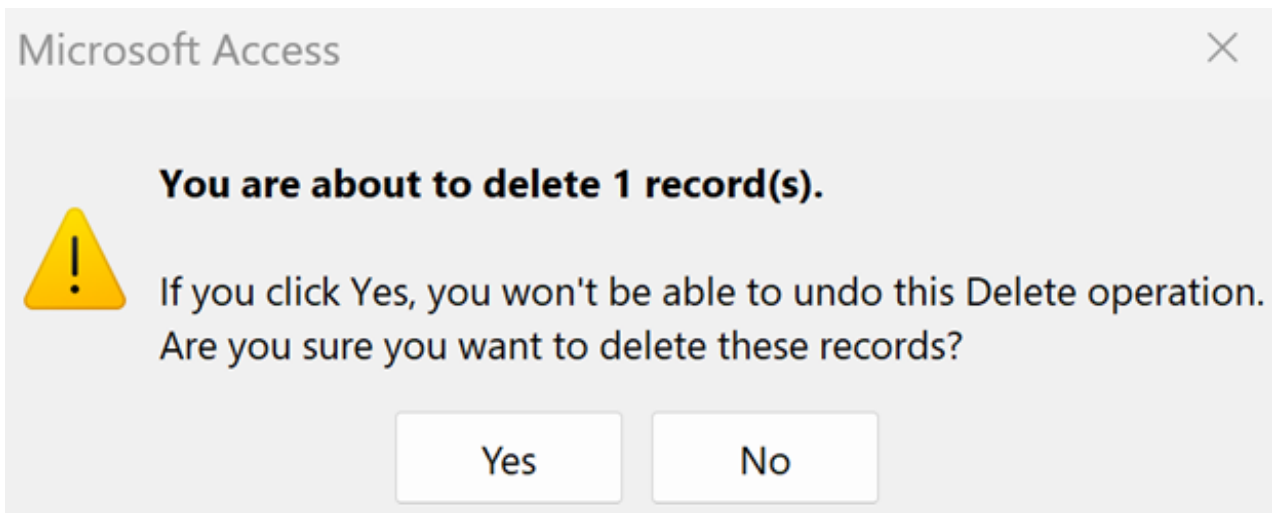 Microsoft Access
You are about to delete 1 record(s).
If you click Yes, you won't be able to undo this Delete operation.
Are you sure you want to delete these records?
Yes No